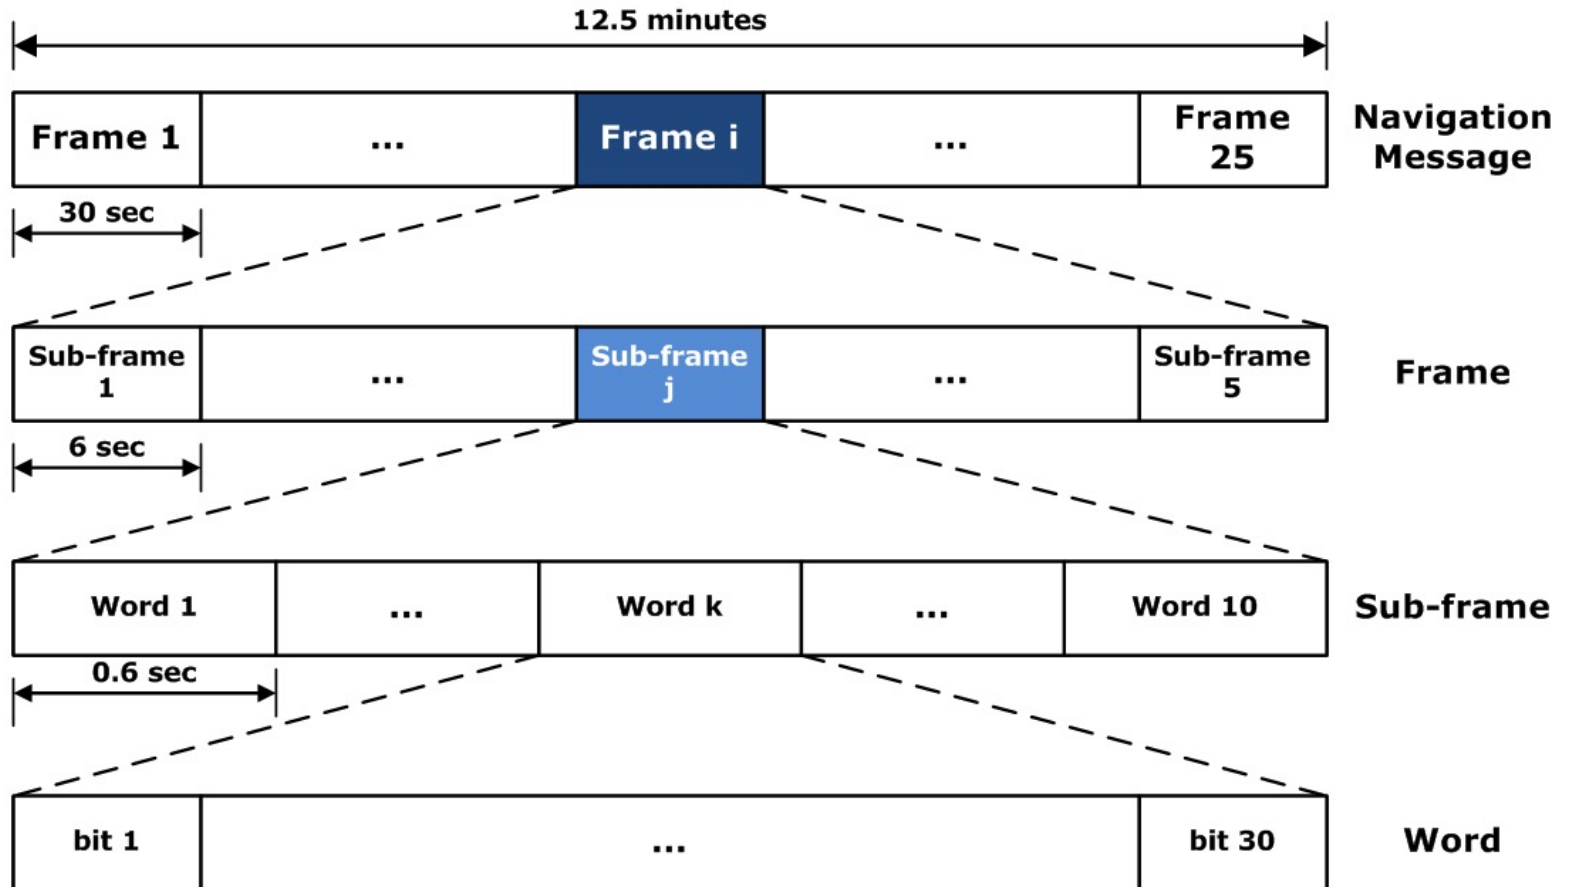 12.5 minutes
Frame 1
...
Frame i
...
Frame
25
Navigation
Message
30 sec
Sub-frame
1
...
Sub-frame
j
...
Sub-frame
5
Frame
6 sec
Word 1
...
Word k
...
Word 10
Sub-frame
0.6 sec
bit 1
...
bit 30
Word